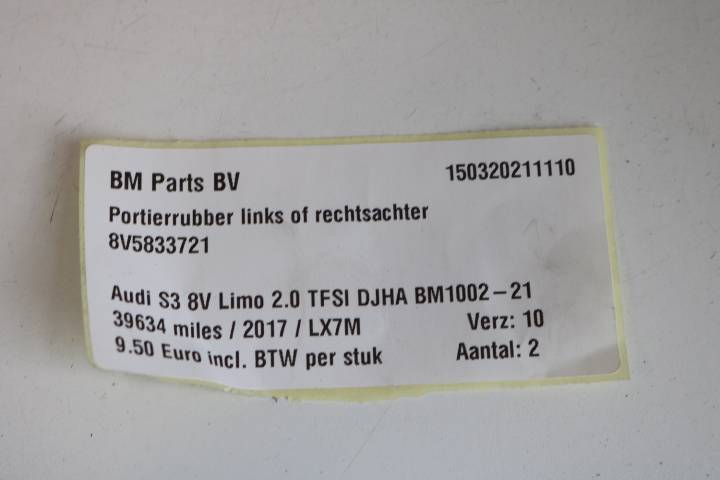 BM Parts BV 150320211110
Portierrubber links of rechtsachter
8V5833721
Audi S3 8V Limo 2.0 TFSI DJHA BM1002-21
39634 miles / 2017 / LX7M Verz: 10
9.50 Euro incl. BTW per stuk Aantal: 2